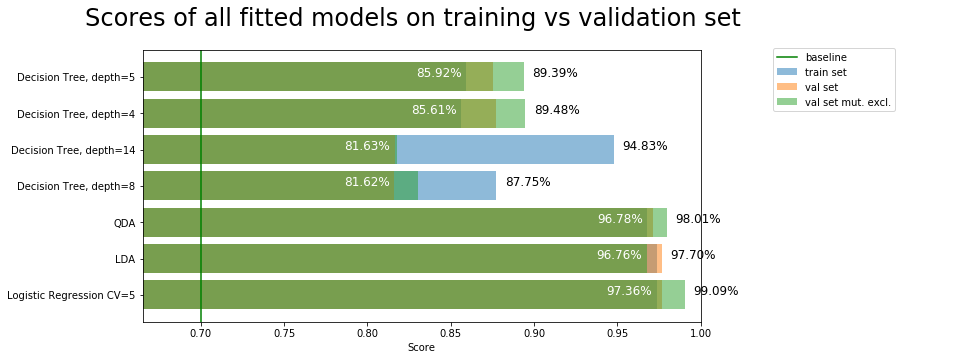 Scores of all fitted models on training vs validation set
baseline
train set
val set
val set mut. excl.
Decision Tree, depth=5 85.92% 89.39%
Decision Tree, depth=4 85.61% 89.48%
Decision Tree, depth=14 81.63% 94.83%
Decision Tree, depth=8 81.62% 87.75%
QDA 96.78% 98.01%
LDA 96.76% 97.70%
Logistic Regression CV=5 97.36% 99.09%
0.70 0.75 0.80 0.85 0.90 0.95 1.00
Score